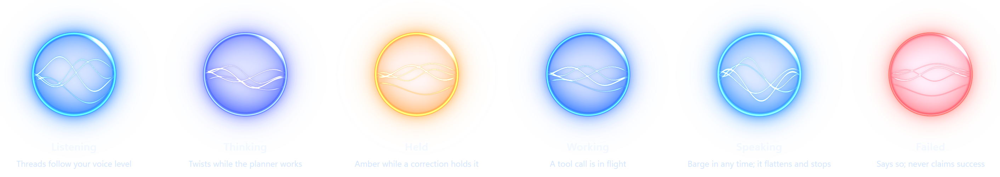 Listening
Threads follow your voice level
Thinking
Twists while the planner works
Held
Amber while a correction holds it
Working
A tool call is in flight
Speaking
Barge in any time; it flattens and stops
Failed
Says so; never claims success